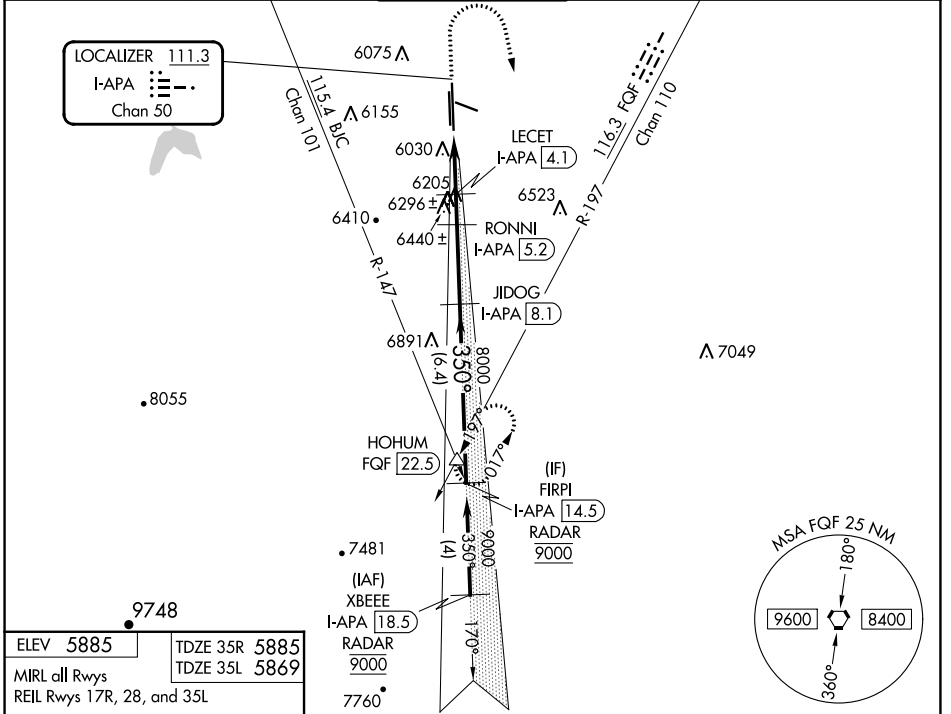 LOCALIZER 111.3
I-APA
Chan 50
6075
6155
115.4 BJC
Chan 101
116.3 FQF
Chan 110
6030
LECET
I-APA 4.1
6205
6296 ±
6523
6410
6440 ±
RONNI
I-APA 5.2
R-197
R-147
JIDOG
I-APA 8.1
6891
7049
350°
(6.4)
8000
8055
197°
017°
HOHUM
FQF 22.5
(IF)
FIRPI
I-APA 14.5
RADAR
9000
350°
(4)
9000
7481
(IAF)
XBEEE
I-APA 18.5
RADAR
9000
170°
7760
9748
MSA FQF 25 NM
180°
9600
8400
360°
ELEV 5885
TDZE 35R 5885
TDZE 35L 5869
MIRL all Rwys
REIL Rwys 17R, 28, and 35L